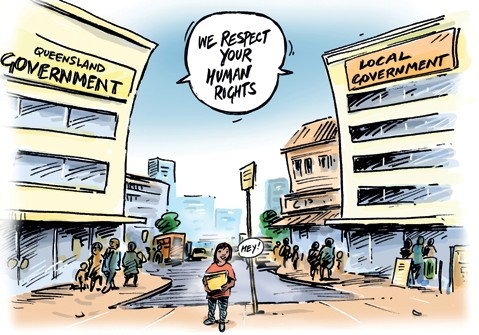 QUEENSLAND
GOVERNMENT
WE RESPECT
YOUR
HUMAN
RIGHTS
LOCAL
GOVERNMENT
HEY!